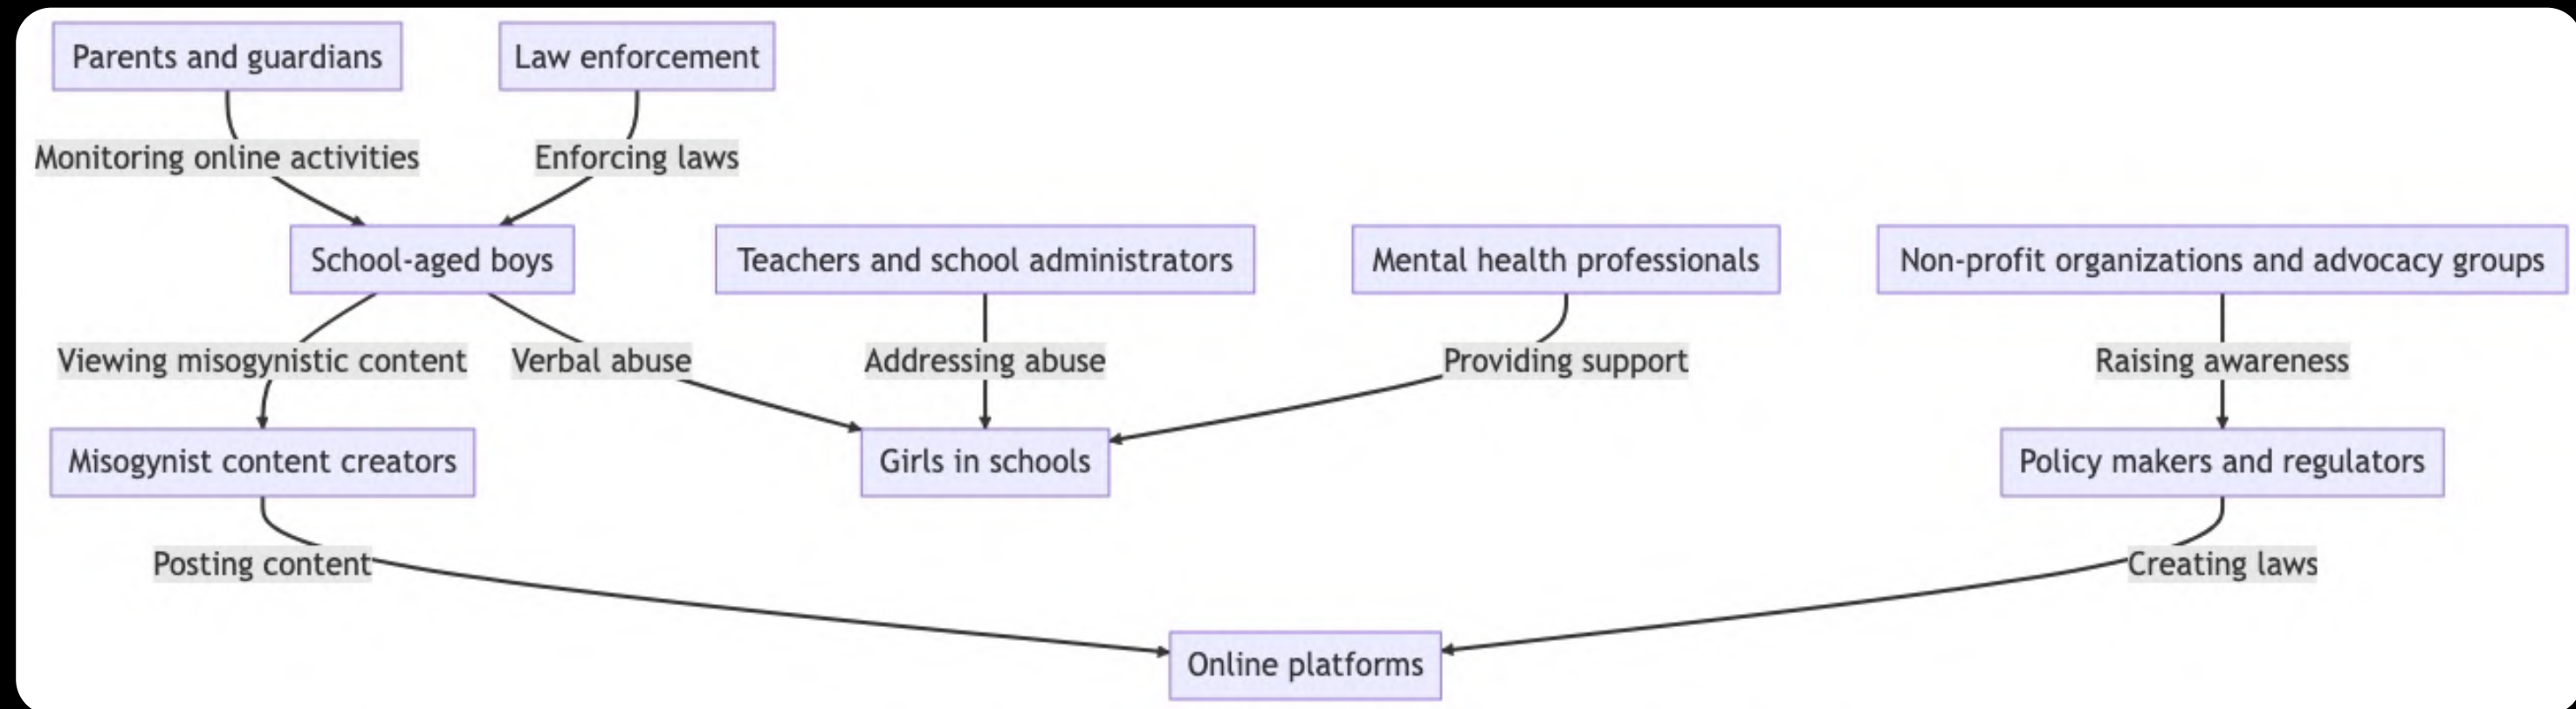 Parents and guardians
Law enforcement
Monitoring online activities
Enforcing laws
School-aged boys
Teachers and school administrators
Mental health professionals
Non-profit organizations and advocacy groups
Viewing misogynistic content
Verbal abuse
Addressing abuse
Providing support
Raising awareness
Misogynist content creators
Girls in schools
Policy makers and regulators
Posting content
Creating laws
Online platforms